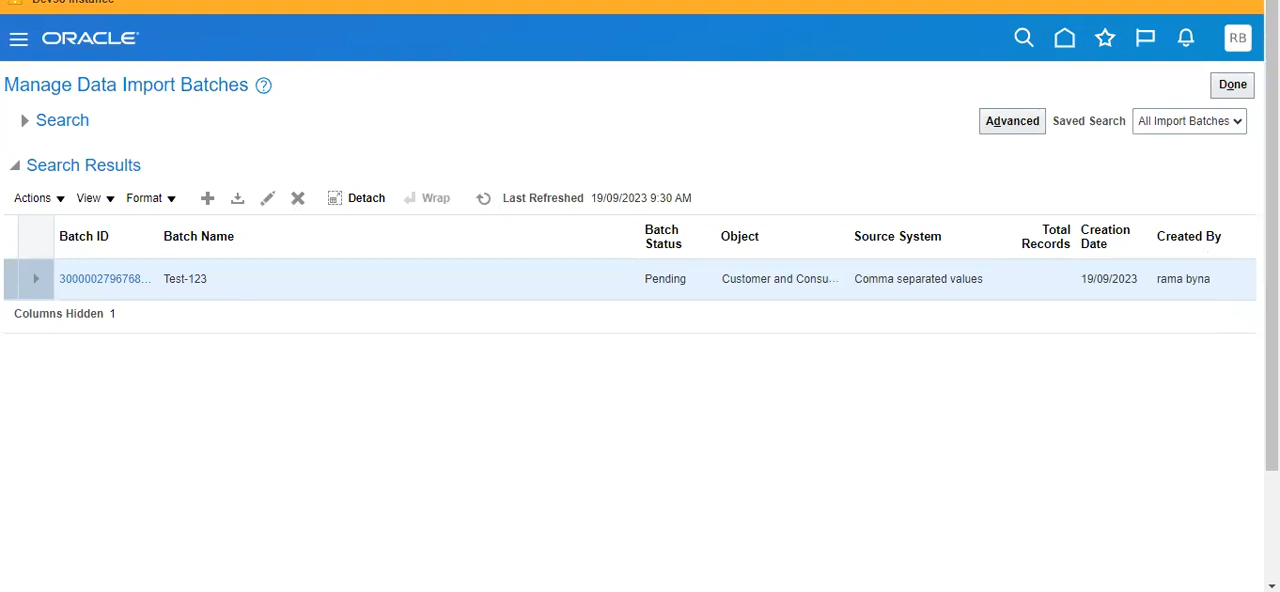 ORACLE
RB
Manage Data Import Batches ?
Done
Search
Advanced Saved Search All Import Batches
Search Results
Actions View Format Detach Wrap Last Refreshed 19/09/2023 9:30 AM
Batch ID Batch Name Batch Status Object Source System Total Records Creation Date Created By
3000002796768... Test-123 Pending Customer and Consu... Comma separated values 19/09/2023 rama byna
Columns Hidden 1